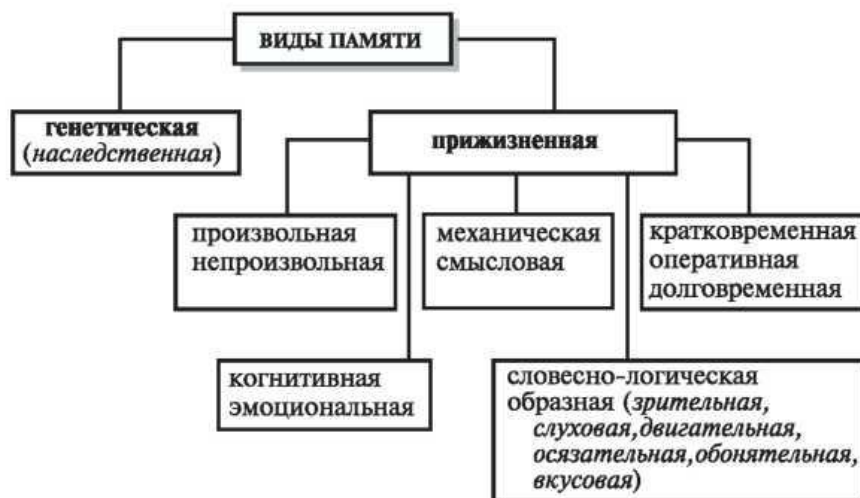 ВИДЫ ПАМЯТИ
генетическая
(наследственная)
прижизненная
произвольная
непроизвольная
механическая
смысловая
кратковременная
оперативная
долговременная
когнитивная
эмоциональная
словесно-логическая
образная (зрительная,
слуховая, двигательная,
осязательная, обонятельная,
вкусовая)